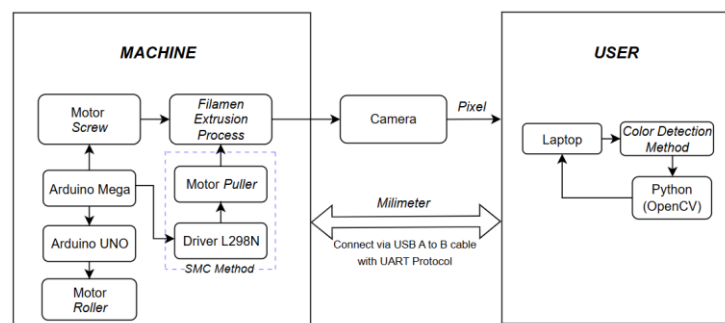 MACHINE
Motor
Screw
Filamen
Extrusion
Process
Arduino Mega
Motor Puller
Arduino UNO
Driver L298N
SMC Method
Motor
Roller
Camera
Pixel
Milimeter
Connect via USB A to B cable
with UART Protocol
USER
Laptop
Color Detection
Method
Python
(OpenCV)